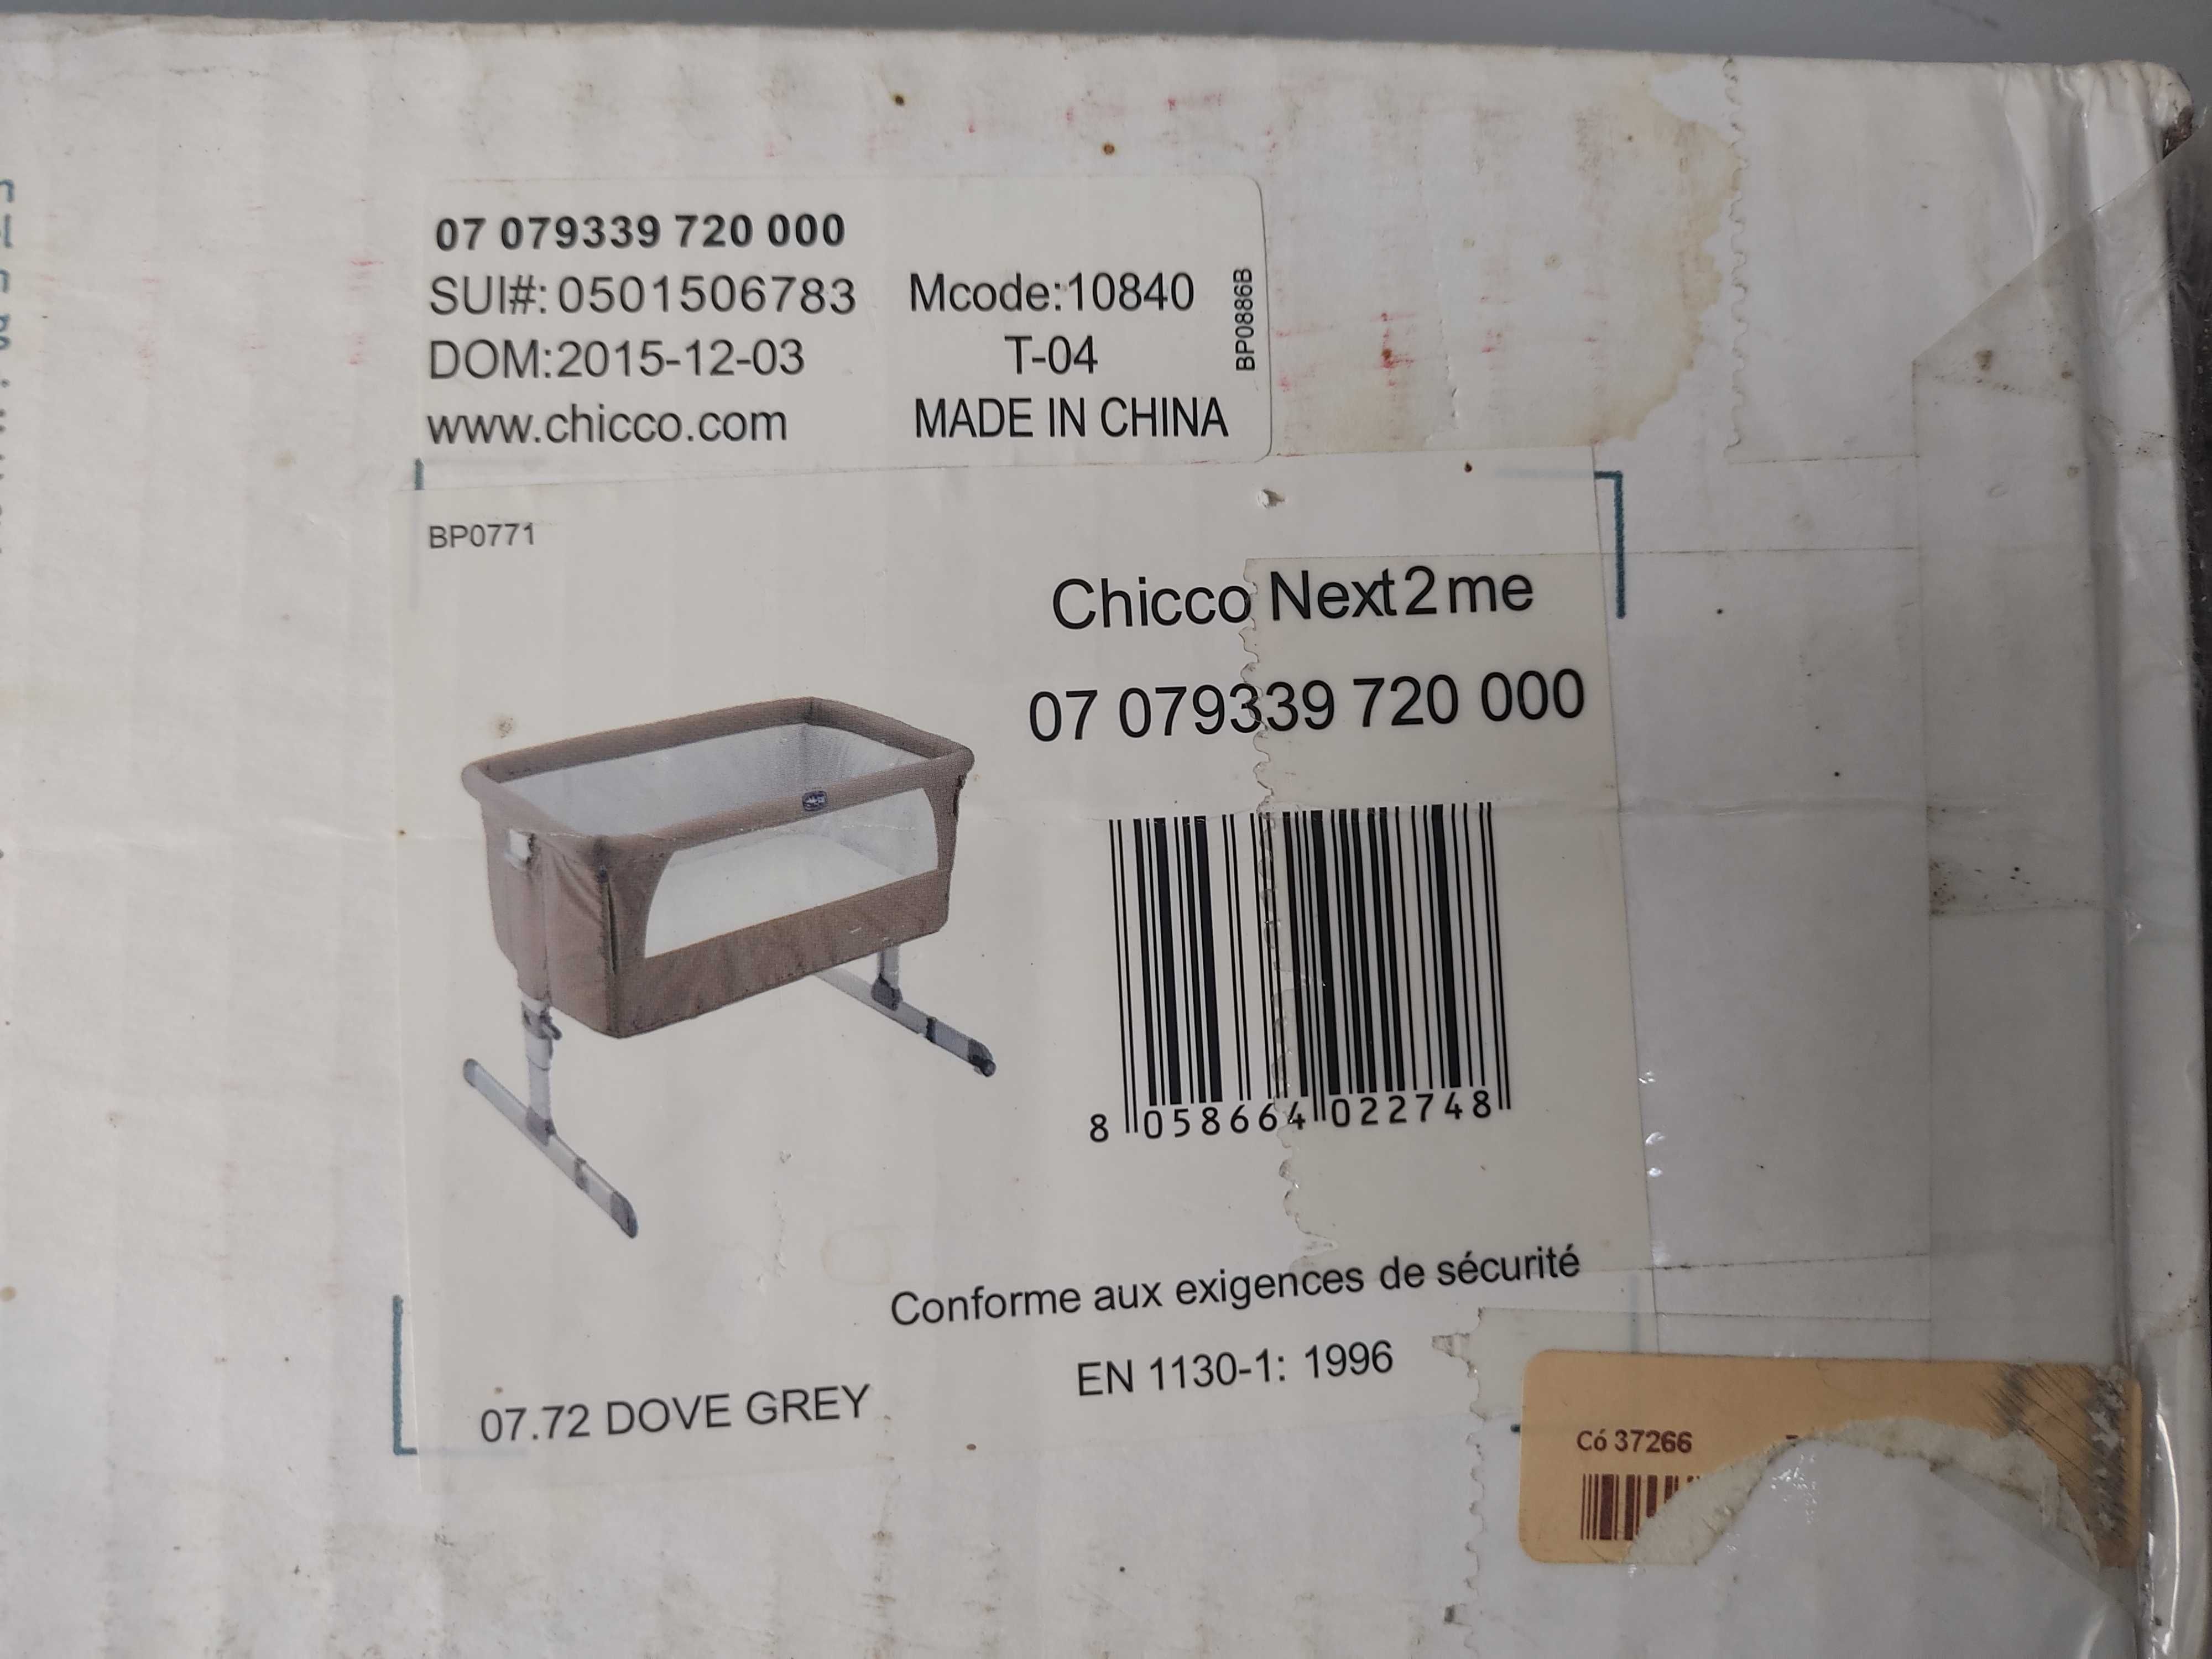 07 079339 720 000
SUI#:0501506783 Mcode:10840
DOM:2015-12-03 T-04
www.chicco.com MADE IN CHINA
BP0886B
BP0771
Chicco Next2me
07 079339 720 000
8 058664 022748
Conforme aux exigences de sécurité
EN 1130-1: 1996
07.72 DOVE GREY
Có 37266